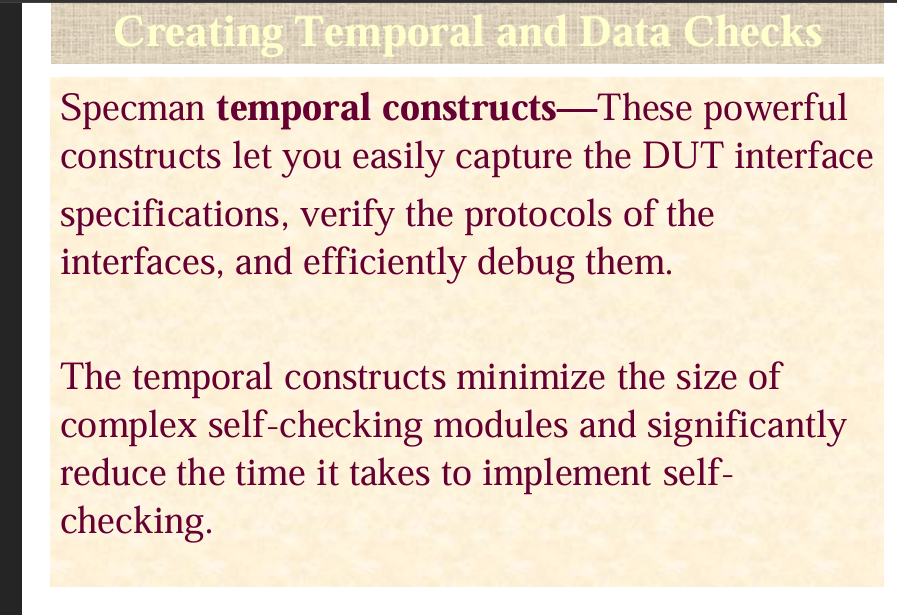 Creating Temporal and Data Checks
Specman temporal constructs—These powerful
constructs let you easily capture the DUT interface
specifications, verify the protocols of the
interfaces, and efficiently debug them.
The temporal constructs minimize the size of
complex self-checking modules and significantly
reduce the time it takes to implement self-
checking.